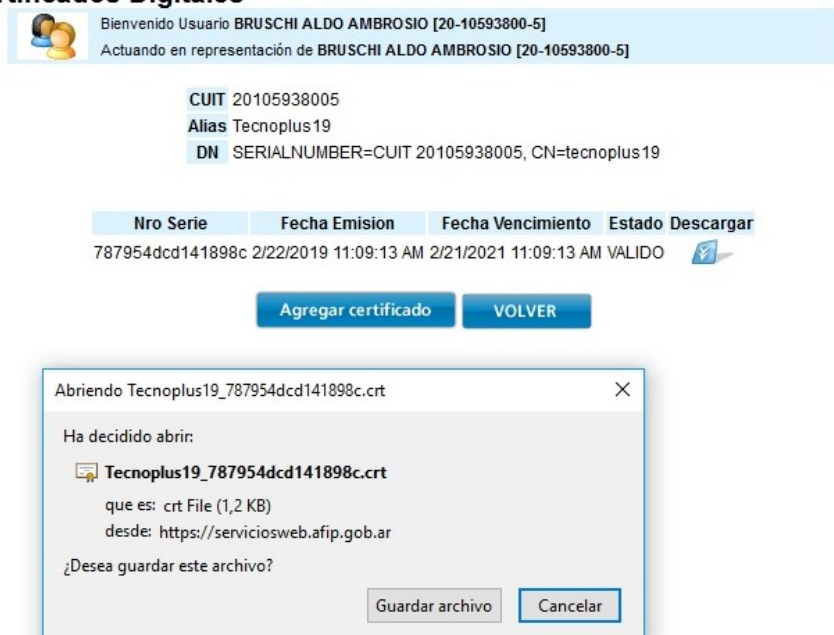 Certificados Digitales
Bienvenido Usuario BRUSCHI ALDO AMBROSIO [20-10593800-5]
Actuando en representación de BRUSCHI ALDO AMBROSIO [20-10593800-5]
CUIT 20105938005
Alias Tecnoplus19
DN SERIALNUMBER=CUIT 20105938005, CN=tecnoplus19
Nro Serie Fecha Emision Fecha Vencimiento Estado Descargar
787954dcd141898c 2/22/2019 11:09:13 AM 2/21/2021 11:09:13 AM VALIDO
Agregar certificado VOLVER
Abriendo Tecnoplus19_787954dcd141898c.crt
Ha decidido abrir:
Tecnoplus19_787954dcd141898c.crt
que es: crt File (1,2 KB)
desde: https://serviciosweb.afip.gob.ar
¿Desea guardar este archivo?
Guardar archivo Cancelar